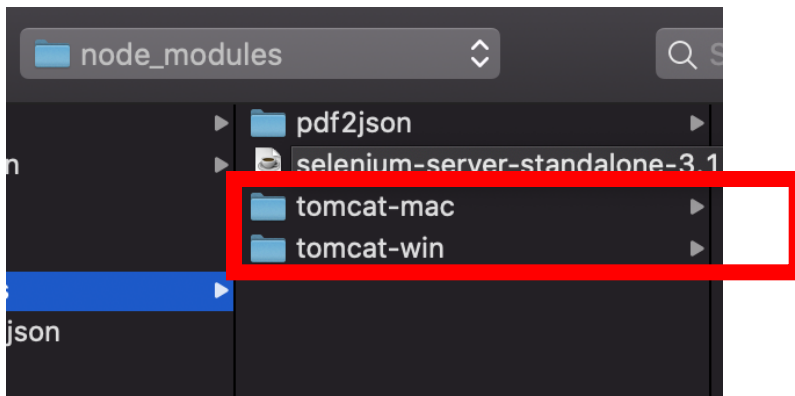 node_modules
S
pdf2json
n
selenium-server-standalone-3.1
tomcat-mac
tomcat-win
s
json